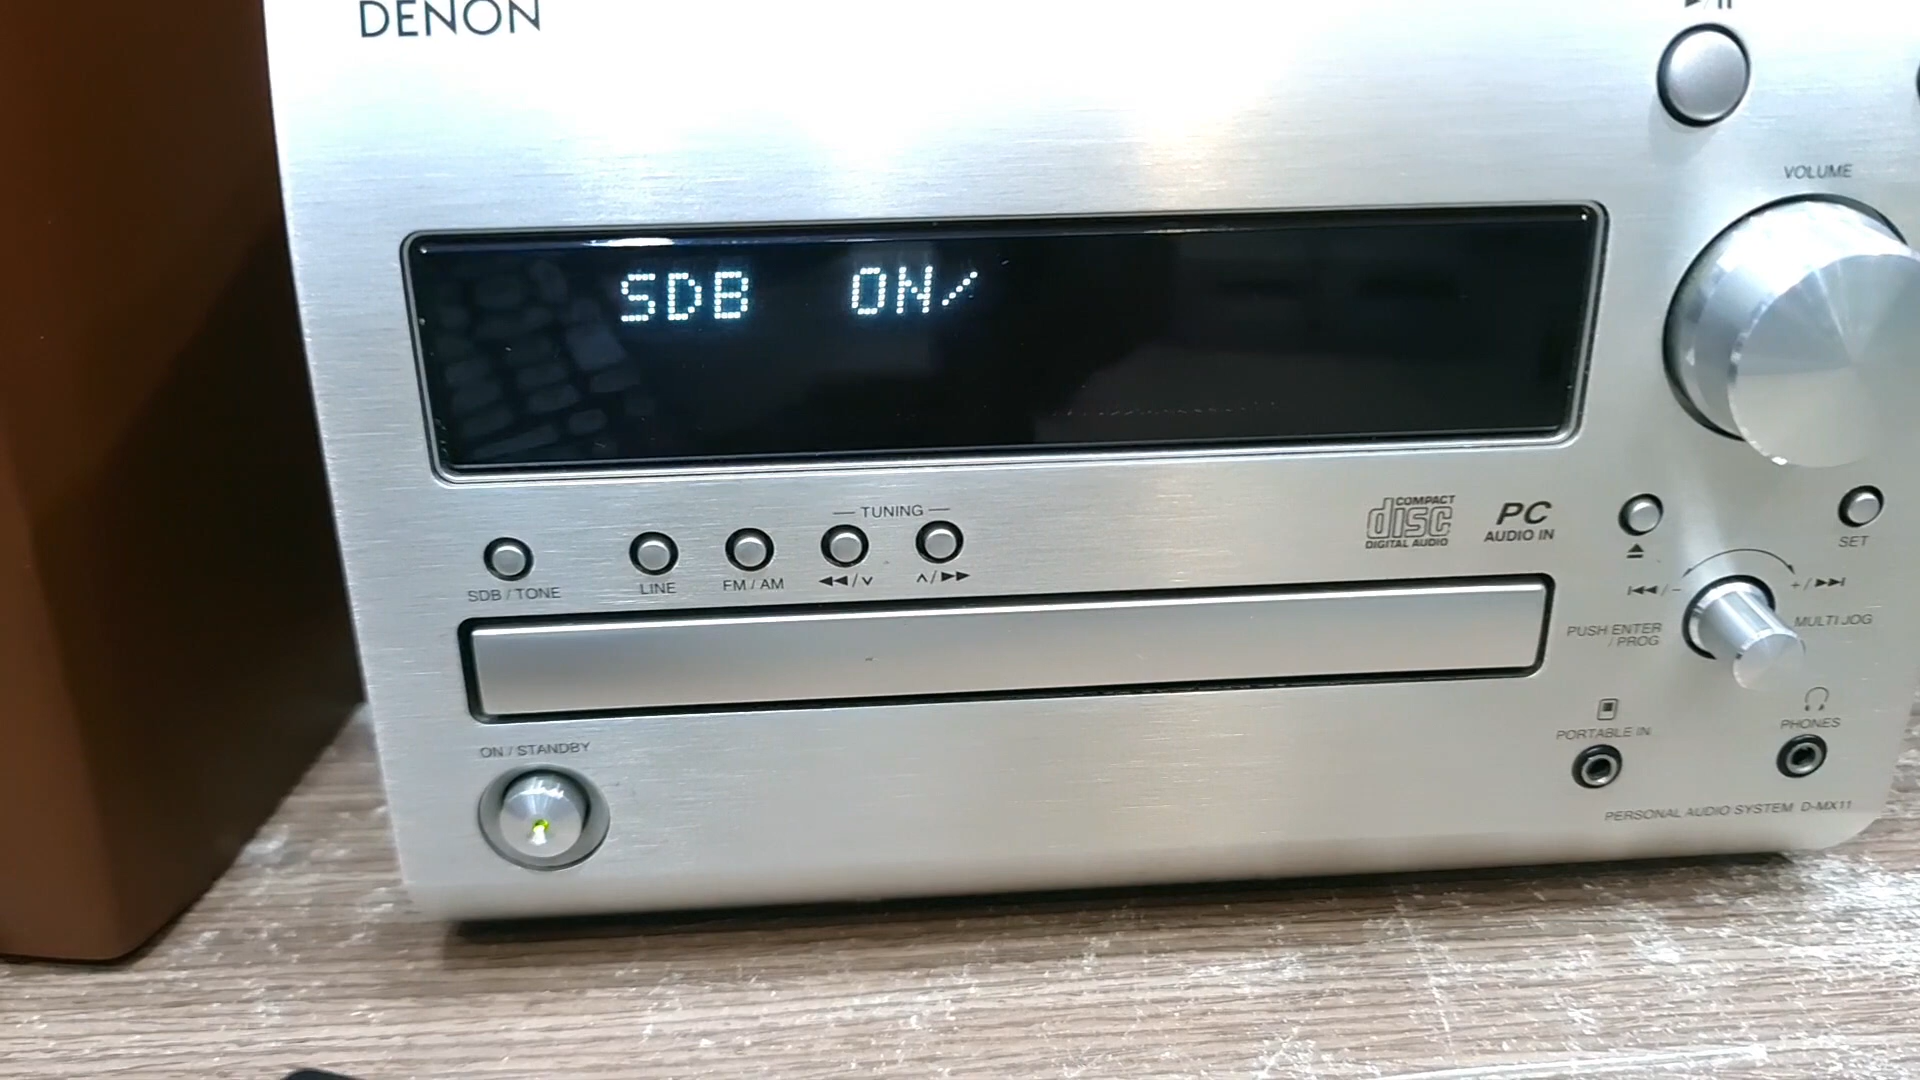 DENON
VOLUME
SDB ON/
TUNING
COMPACT
disc
DIGITAL AUDIO
PC
AUDIO IN
SET
SDB / TONE
LINE
FM / AM
PUSH ENTER
/ PROG
MULTI JOG
ON / STANDBY
PORTABLE IN
PHONES
PERSONAL AUDIO SYSTEM D-MX11